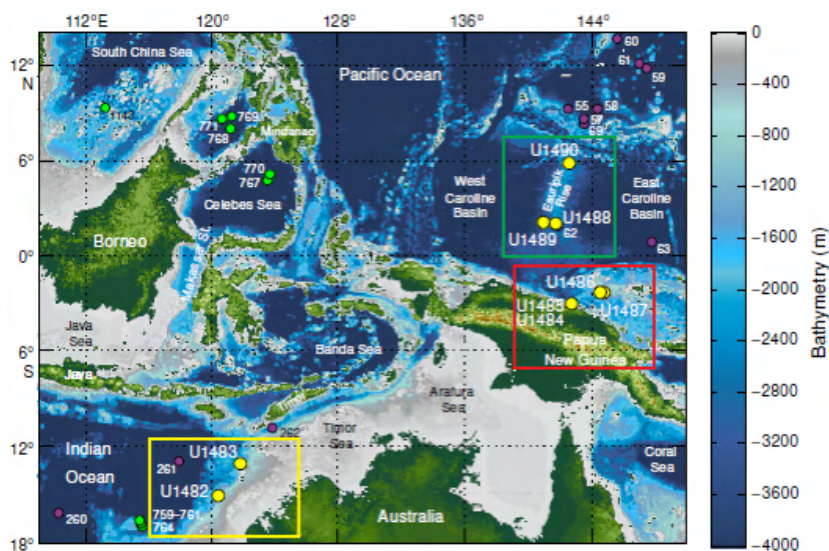 112°E
120°
128°
136°
144°
0
−400
−800
−1200
−1600
−2000
−2400
−2800
−3200
−3600
−4000
Bathymetry (m)
12°
N
6°
0°
6°
S
12°
18°
South China Sea
Pacific Ocean
60
61
59
1143
55
58
57
69
771
769
768
Mindanao
U1490
770
767
Celebes Sea
West
Caroline
Basin
Eauripik
Rise
East
Caroline
Basin
U1488
62
U1489
63
Borneo
Makassar St.
U1486
U1487
U1485
U1484
Java
Sea
Banda Sea
Papua
New Guinea
Java
Timor
Arafura
Sea
262
Timor
Sea
Indian
Ocean
U1483
261
Coral
Sea
U1482
260
759–761,
764
Australia